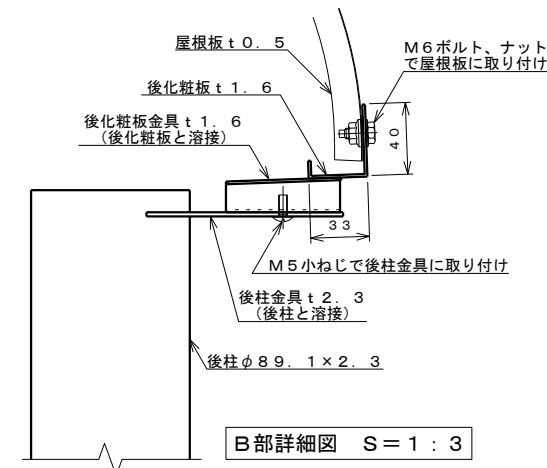 屋根板ｔ０．５
Ｍ６ボルト、ナット
で屋根板に取り付け
後化粧板ｔ１．６
後化粧板金具ｔ１．６
（後化粧板と溶接）
４０
３３
Ｍ５小ねじで後柱金具に取り付け
後柱金具ｔ２．３
（後柱と溶接）
後柱φ８９．１×２．３
Ｂ部詳細図　Ｓ＝１：３